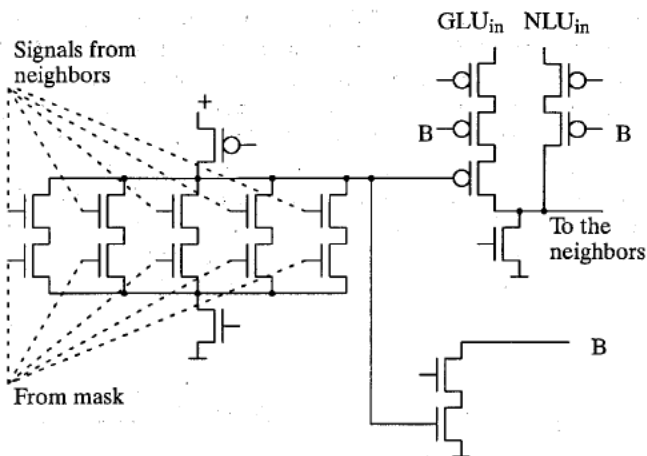 GLU_in NLU_in
Signals from
neighbors
+
B B
To the
neighbors
B
From mask